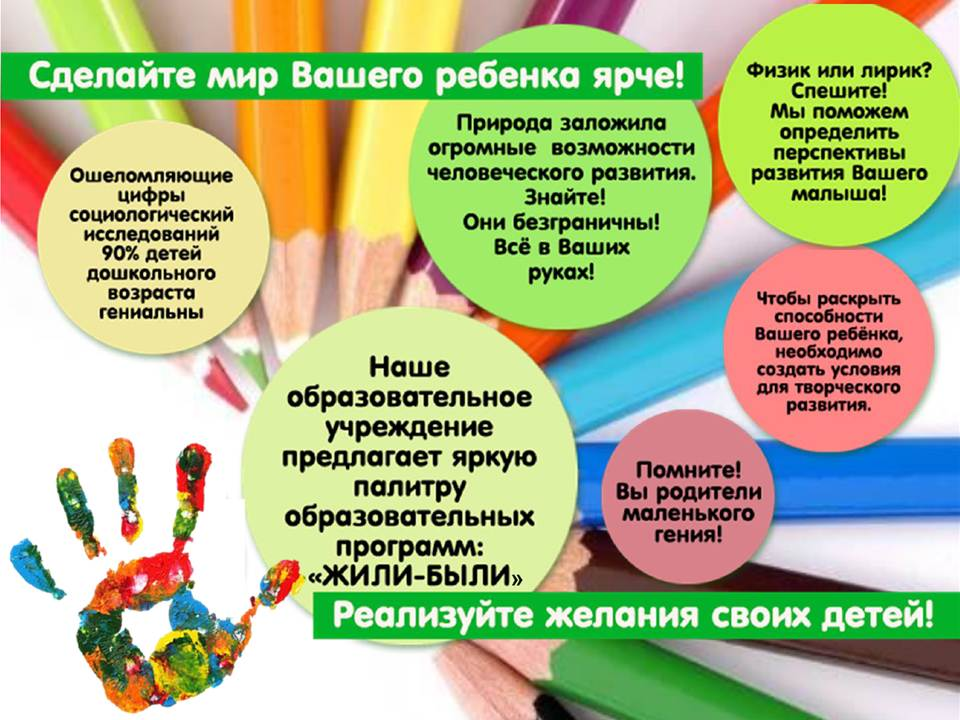 Сделайте мир Вашего ребенка ярче!
Ошеломляющие
цифры
социологический
исследований
90% детей
дошкольного
возраста
гениальны
Природа заложила
огромные возможности
человеческого развития.
Знайте!
Они безграничны!
Всё в Ваших
руках!
Физик или лирик?
Спешите!
Мы поможем
определить
перспективы
развития Вашего
малыша!
Чтобы раскрыть
способности
Вашего ребёнка,
необходимо
создать условия
для творческого
развития.
Наше
образовательное
учреждение
предлагает яркую
палитру
образовательных
программ:
«ЖИЛИ-БЫЛИ»
Помните!
Вы родители
маленького
гения!
Реализуйте желания своих детей!